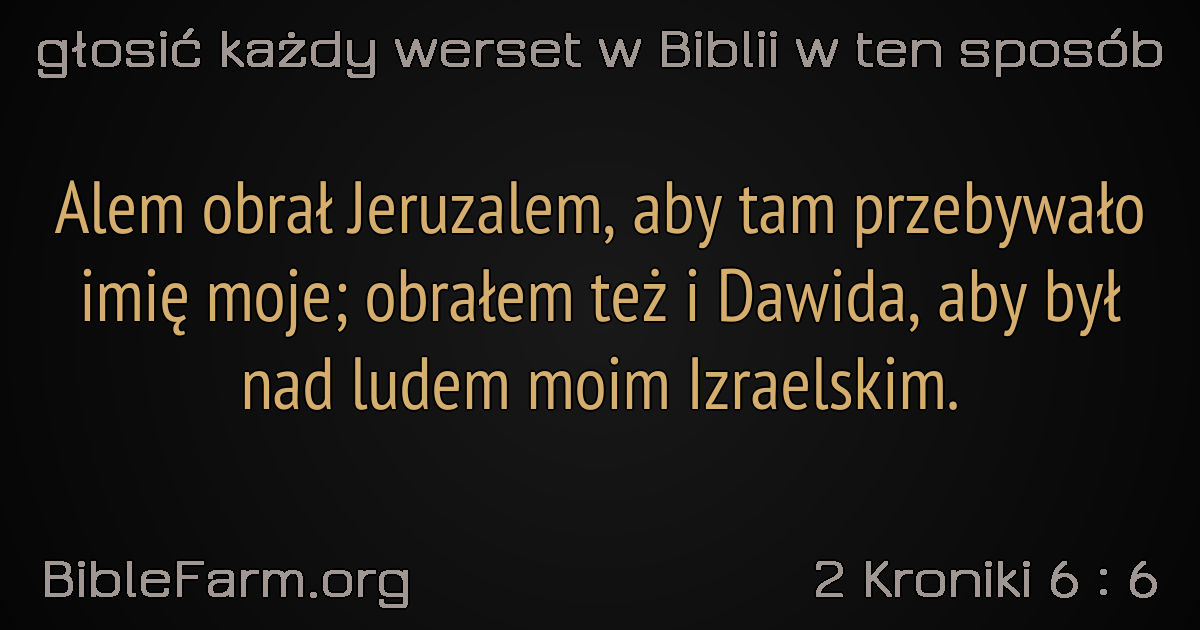 głosić każdy werset w Biblii w ten sposób
Alem obrał Jeruzalem, aby tam przebywało
imię moje; obrałem też i Dawida, aby był
nad ludem moim Izraelskim.
BibleFarm.org
2 Kroniki 6 : 6